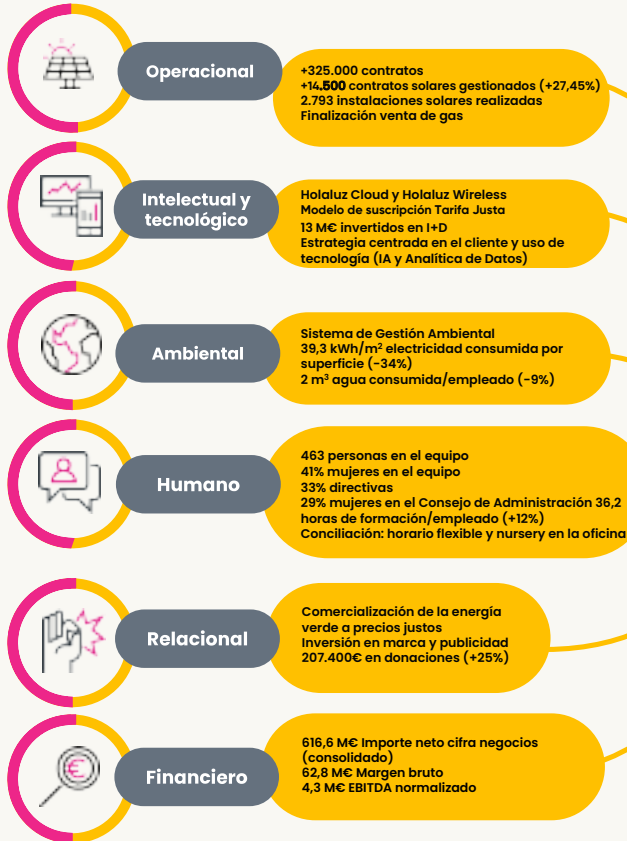 Operacional
+325.000 contratos
+14.500 contratos solares gestionados (+27,45%)
2.793 instalaciones solares realizadas
Finalización venta de gas
Intelectual y
tecnológico
Holaluz Cloud y Holaluz Wireless
Modelo de suscripción Tarifa Justa
13 M€ invertidos en I+D
Estrategia centrada en el cliente y uso de
tecnología (IA y Analítica de Datos)
Ambiental
Sistema de Gestión Ambiental
39,3 kWh/m² electricidad consumida por
superficie (-34%)
2 m³ agua consumida/empleado (-9%)
Humano
463 personas en el equipo
41% mujeres en el equipo
33% directivas
29% mujeres en el Consejo de Administración 36,2
horas de formación/empleado (+12%)
Conciliación: horario flexible y nursery en la oficina
Relacional
Comercialización de la energía
verde a precios justos
Inversión en marca y publicidad
207.400€ en donaciones (+25%)
Financiero
616,6 M€ Importe neto cifra negocios
(consolidado)
62,8 M€ Margen bruto
4,3 M€ EBITDA normalizado